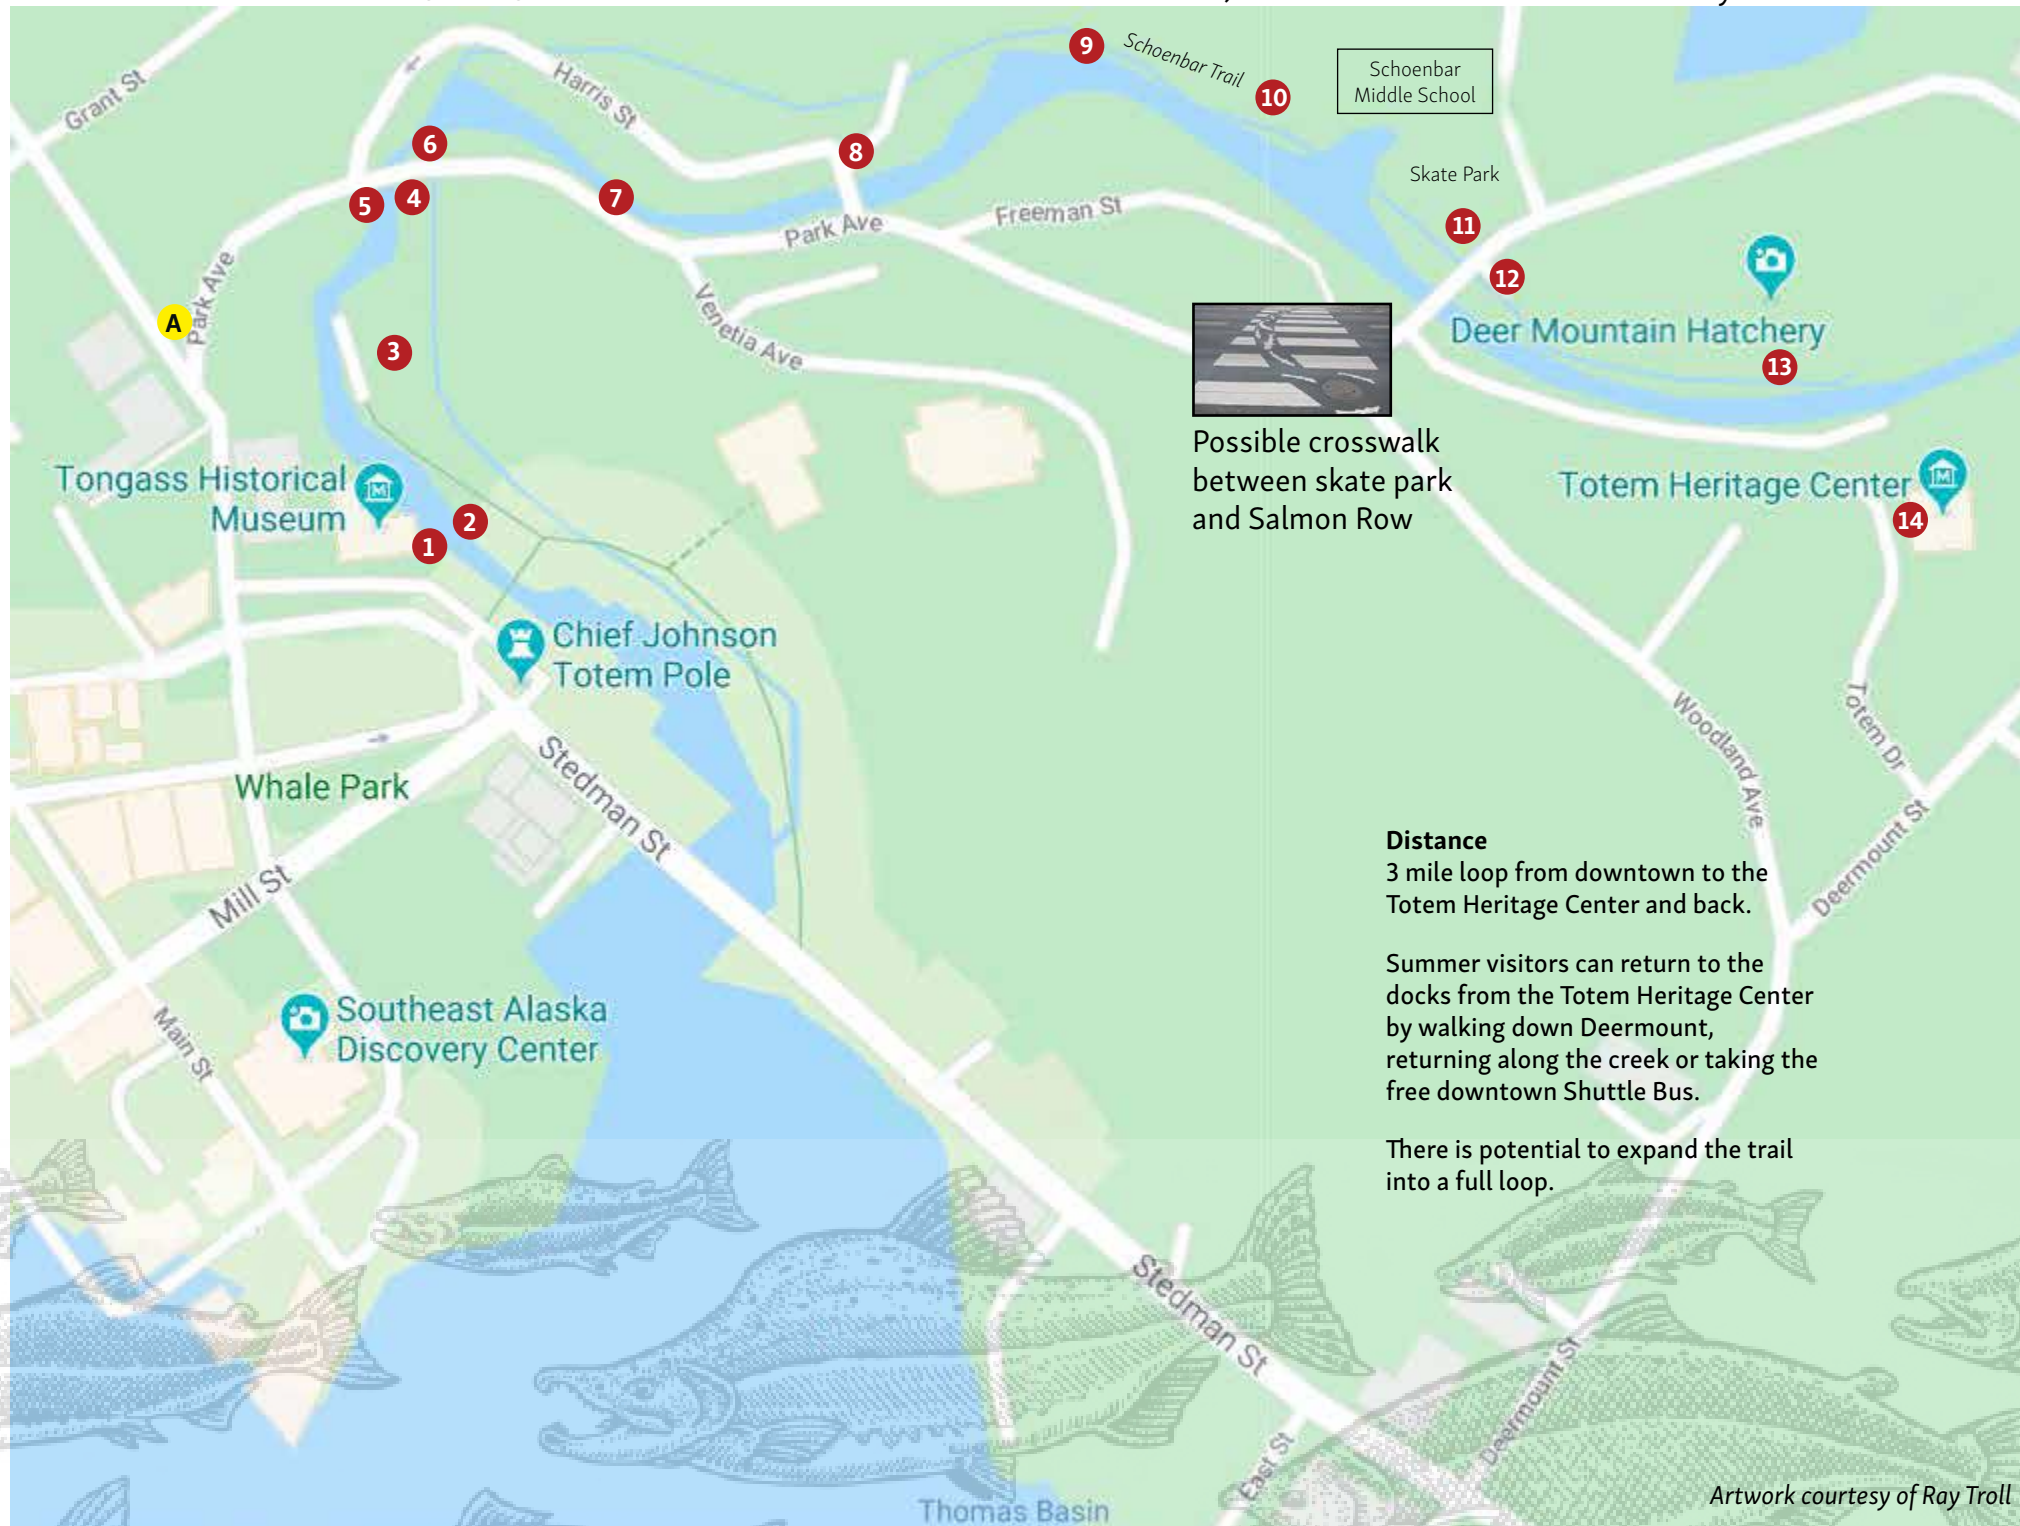 Grant St
Harris St
9
Schoenbar Trail
10
Schoenbar
Middle School
6
8
Skate Park
5
4
7
Park Ave
Freeman St
11
12
A
Park Ave
Venetia Ave
3
Deer Mountain Hatchery
13
Possible crosswalk
between skate park
and Salmon Row
Tongass Historical
Museum
2
1
Totem Heritage Center
14
Chief Johnson
Totem Pole
Woodland Ave
Totem Dr
Whale Park
Stedman St
Mill St
Deermount St
Distance
3 mile loop from downtown to the
Totem Heritage Center and back.
Summer visitors can return to the
docks from the Totem Heritage Center
by walking down Deermount,
returning along the creek or taking the
free downtown Shuttle Bus.
There is potential to expand the trail
into a full loop.
Main St
Southeast Alaska
Discovery Center
Stedman St
Deermount St
East St
Thomas Basin
Artwork courtesy of Ray Troll